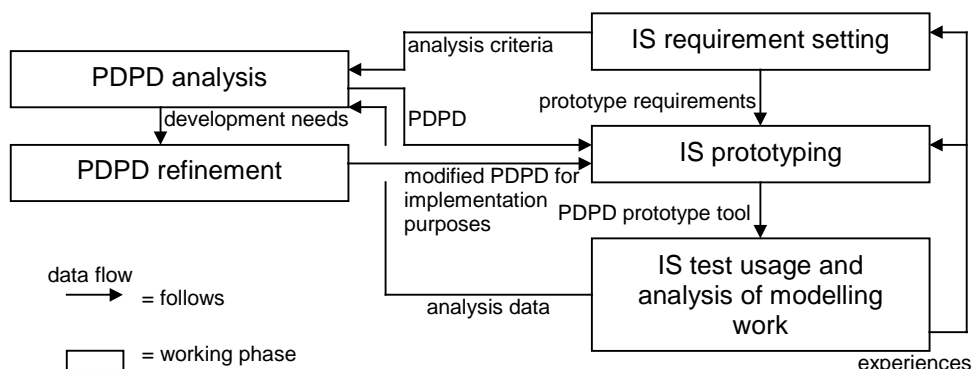 analysis criteria
IS requirement setting
PDPD analysis
development needs
PDPD
prototype requirements
PDPD refinement
IS prototyping
modified PDPD for
implementation
purposes
PDPD prototype tool
IS test usage and
analysis of modelling
work
data flow
= follows
analysis data
= working phase
experiences